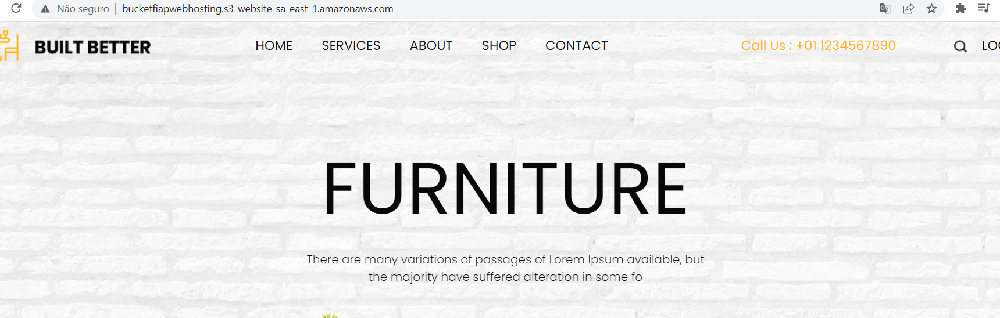 Não seguro | bucketfiapwebhosting.s3-website-sa-east-1.amazonaws.com
BUILT BETTER HOME SERVICES ABOUT SHOP CONTACT Call Us : +01 1234567890
FURNITURE
There are many variations of passages of Lorem Ipsum available, but
the majority have suffered alteration in some fo